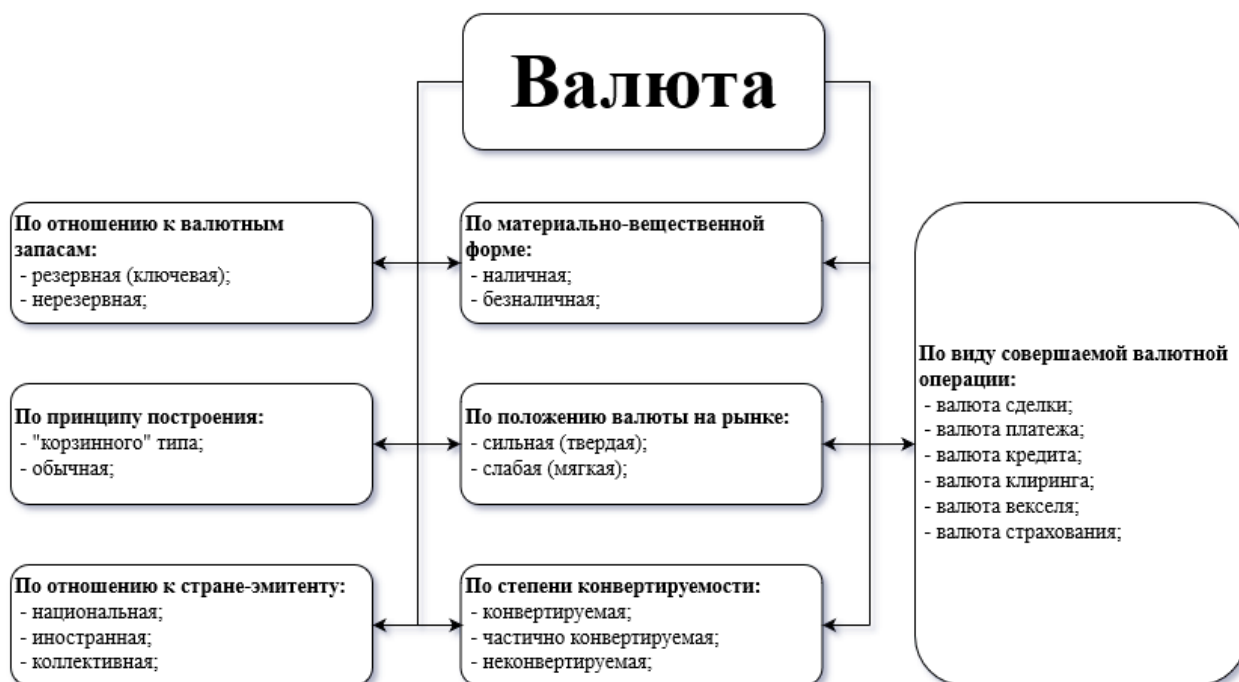 Валюта
По отношению к валютным
запасам:
- резервная (ключевая);
- нерезервная;
По материально-вещественной
форме:
- наличная;
- безналичная;
По принципу построения:
- "корзинного" типа;
- обычная;
По положению валюты на рынке:
- сильная (твердая);
- слабая (мягкая);
По отношению к стране-эмитенту:
- национальная;
- иностранная;
- коллективная;
По степени конвертируемости:
- конвертируемая;
- частично конвертируемая;
- неконвертируемая;
По виду совершаемой валютной
операции:
- валюта сделки;
- валюта платежа;
- валюта кредита;
- валюта клиринга;
- валюта векселя;
- валюта страхования;